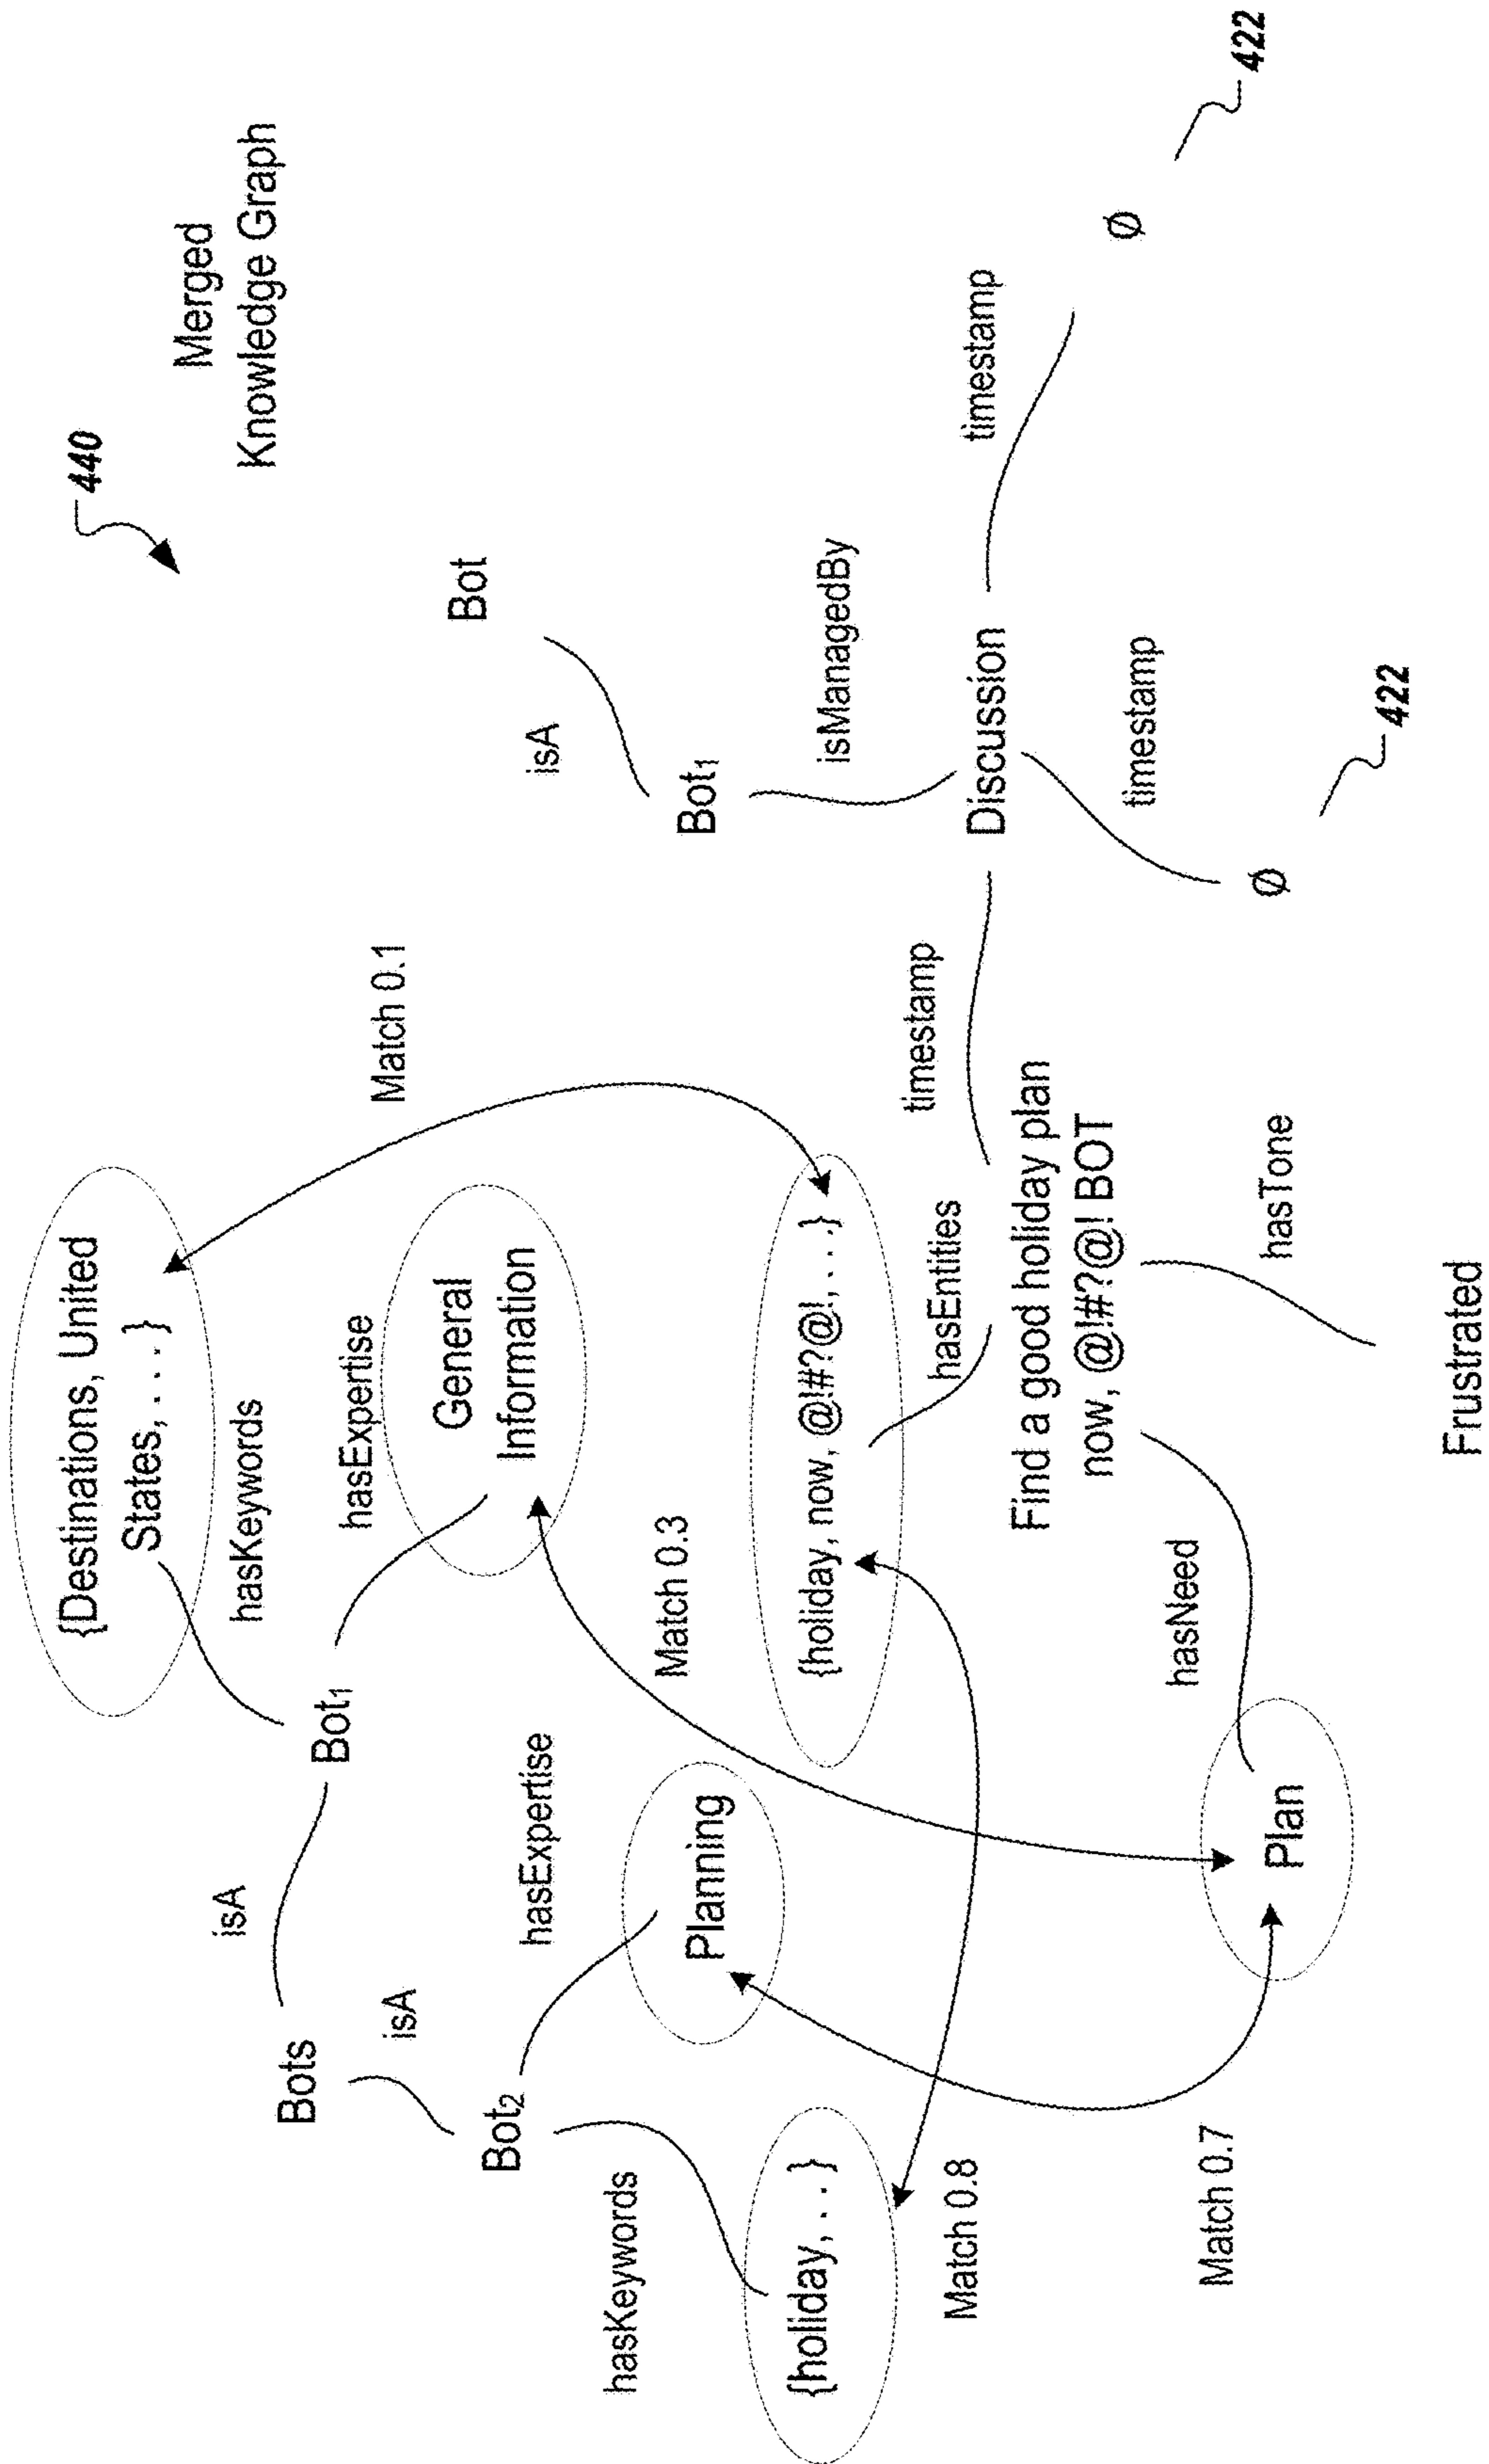 440
Merged
Knowledge Graph
{Destinations, United
States, . . . }
hasKeywords
Match 0.1
isA
Bots
Bot1
hasExpertise
General
Information
Bot
isA
isA
Bot2
hasExpertise
Planning
Match 0.3
Bot1
isManagedBy
hasKeywords
{holiday, . . }
{holiday, now, @!#?@!, . . . }
hasEntities
timestamp
Discussion
timestamp
Match 0.8
Find a good holiday plan
now, @!#?@! BOT
timestamp
Ø
422
hasNeed
Match 0.7
Plan
hasTone
Ø
422
Frustrated